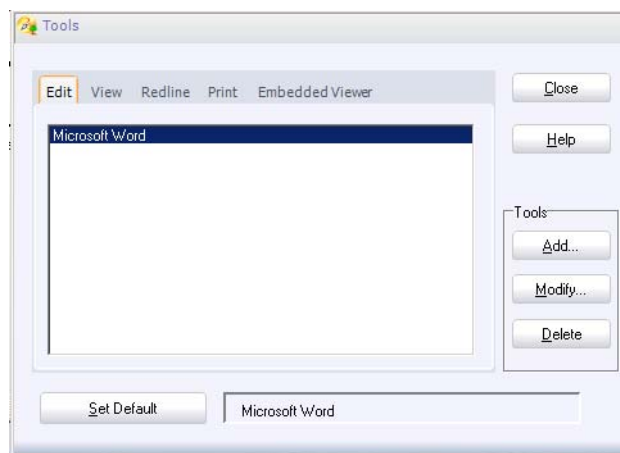 Tools
Edit View Redline Print Embedded Viewer
Microsoft Word
Close
Help
Tools
Add...
Modify...
Delete
Set Default
Microsoft Word